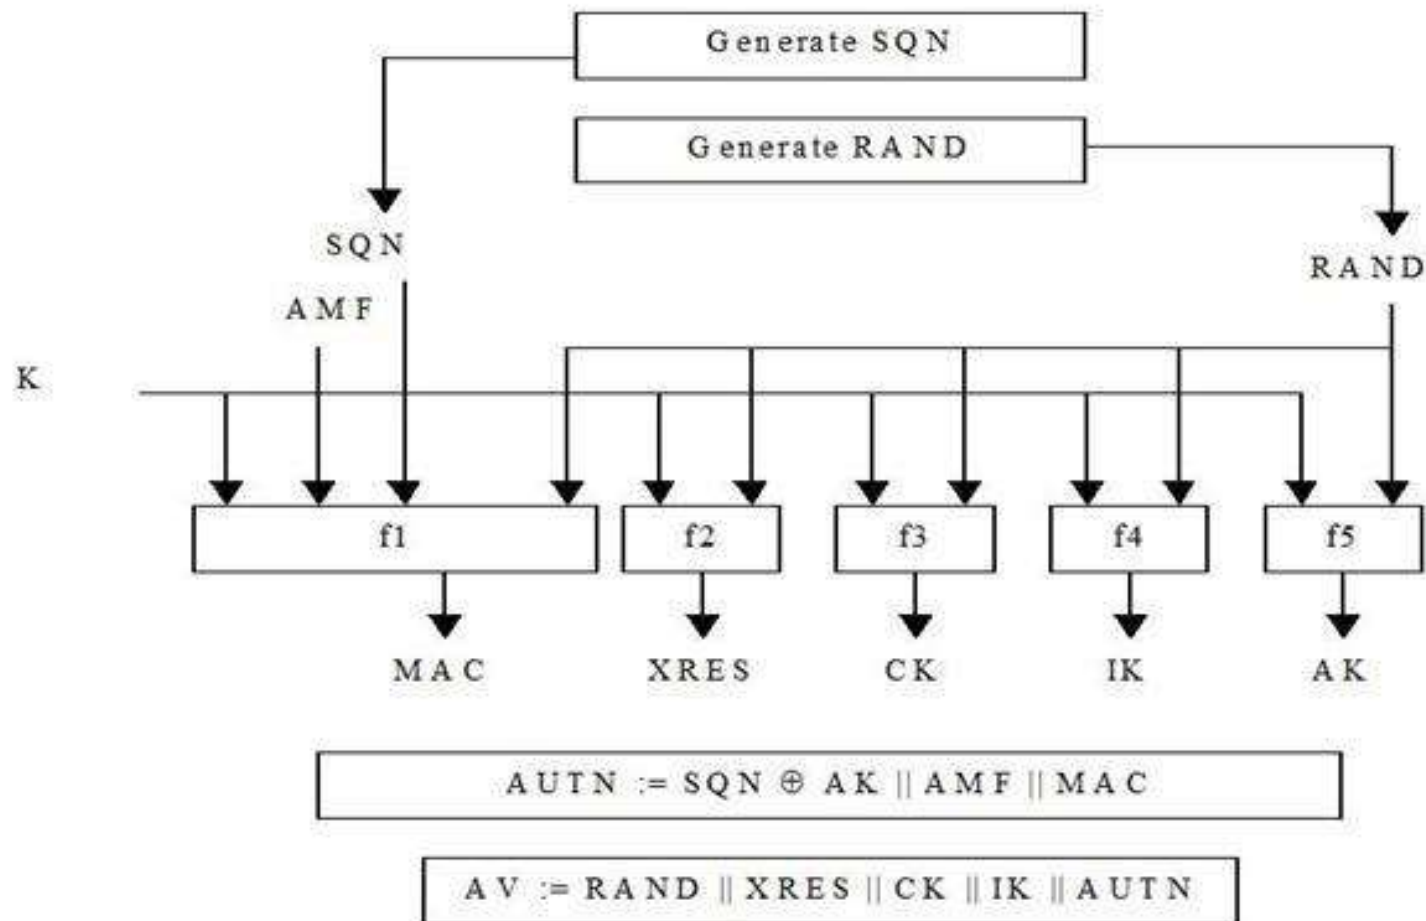 Generate SQN
Generate RAND
SQN
RAND
AMF
K
f1 f2 f3 f4 f5
MAC XRES CK IK AK
AUTN := SQN ⊕ AK || AMF || MAC
AV := RAND || XRES || CK || IK || AUTN